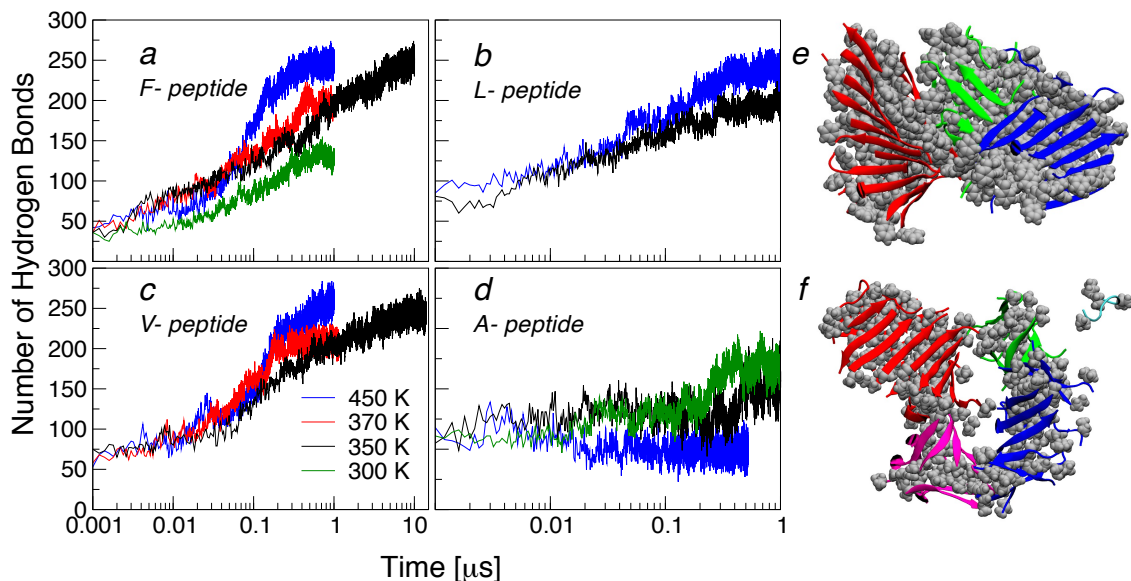 Number of Hydrogen Bonds
300
250
200
150
100
50
a
F- peptide
b
L- peptide
e
300
250
200
150
100
50
0
c
V- peptide
450 K
370 K
350 K
300 K
d
A- peptide
f
0.001 0.01 0.1 1 10
0.01 0.1 1
Time [μs]